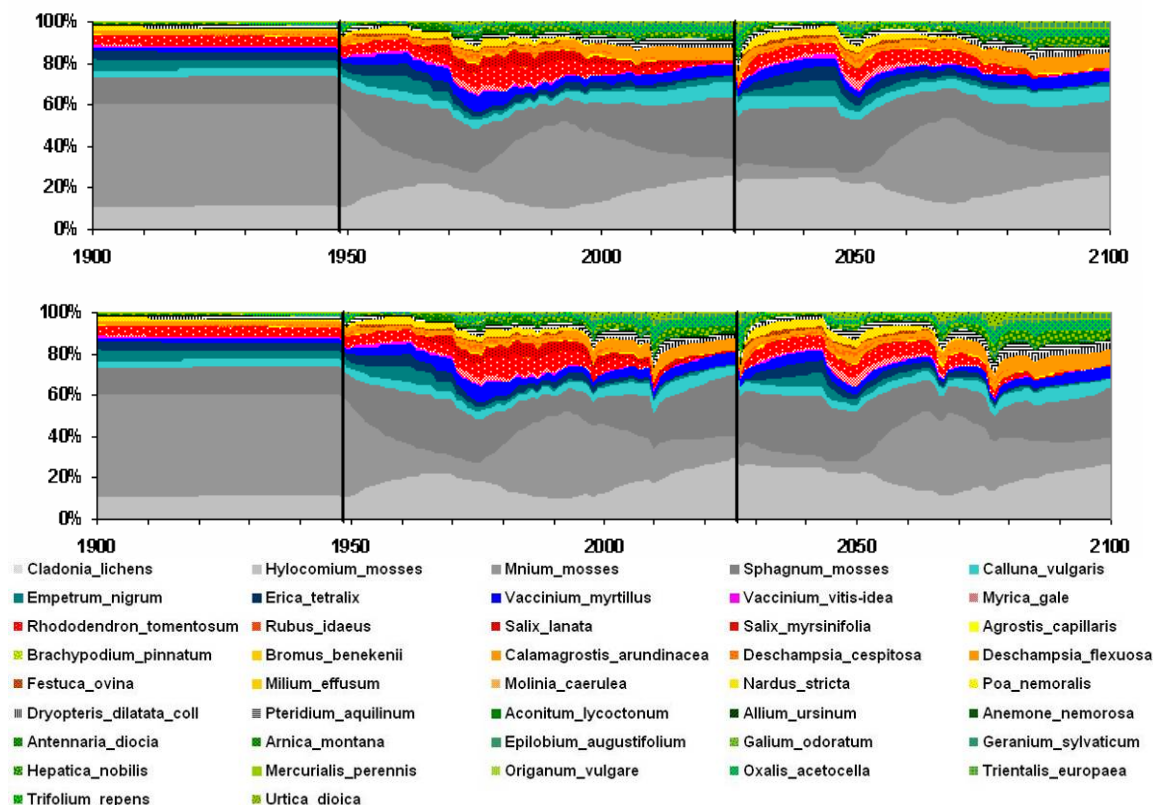 100%
80%
60%
40%
20%
0%
1900 1950 2000 2050 2100
100%
80%
60%
40%
20%
0%
1900 1950 2000 2050 2100
Cladonia_lichens Hylocomium_mosses Mnium_mosses Sphagnum_mosses Calluna_vulgaris
Empetrum_nigrum Erica_tetralix Vaccinium_myrtillus Vaccinium_vitis-idea Myrica_gale
Rhododendron_tomentosum Rubus_idaeus Salix_lanata Salix_myrsinifolia Agrostis_capillaris
Brachypodium_pinnatum Bromus_benekenii Calamagrostis_arundinacea Deschampsia_cespitosa Deschampsia_flexuosa
Festuca_ovina Milium_effusum Molinia_caerulea Nardus_stricta Poa_nemoralis
Dryopteris_dilatata_coll Pteridium_aquilinum Aconitum_lycoctonum Allium_ursinum Anemone_nemorosa
Antennaria_diocia Arnica_montana Epilobium_augustifolium Galium_odoratum Geranium_sylvaticum
Hepatica_nobilis Mercurialis_perennis Origanum_vulgare Oxalis_acetocella Trientalis_europaea
Trifolium_repens Urtica_dioica